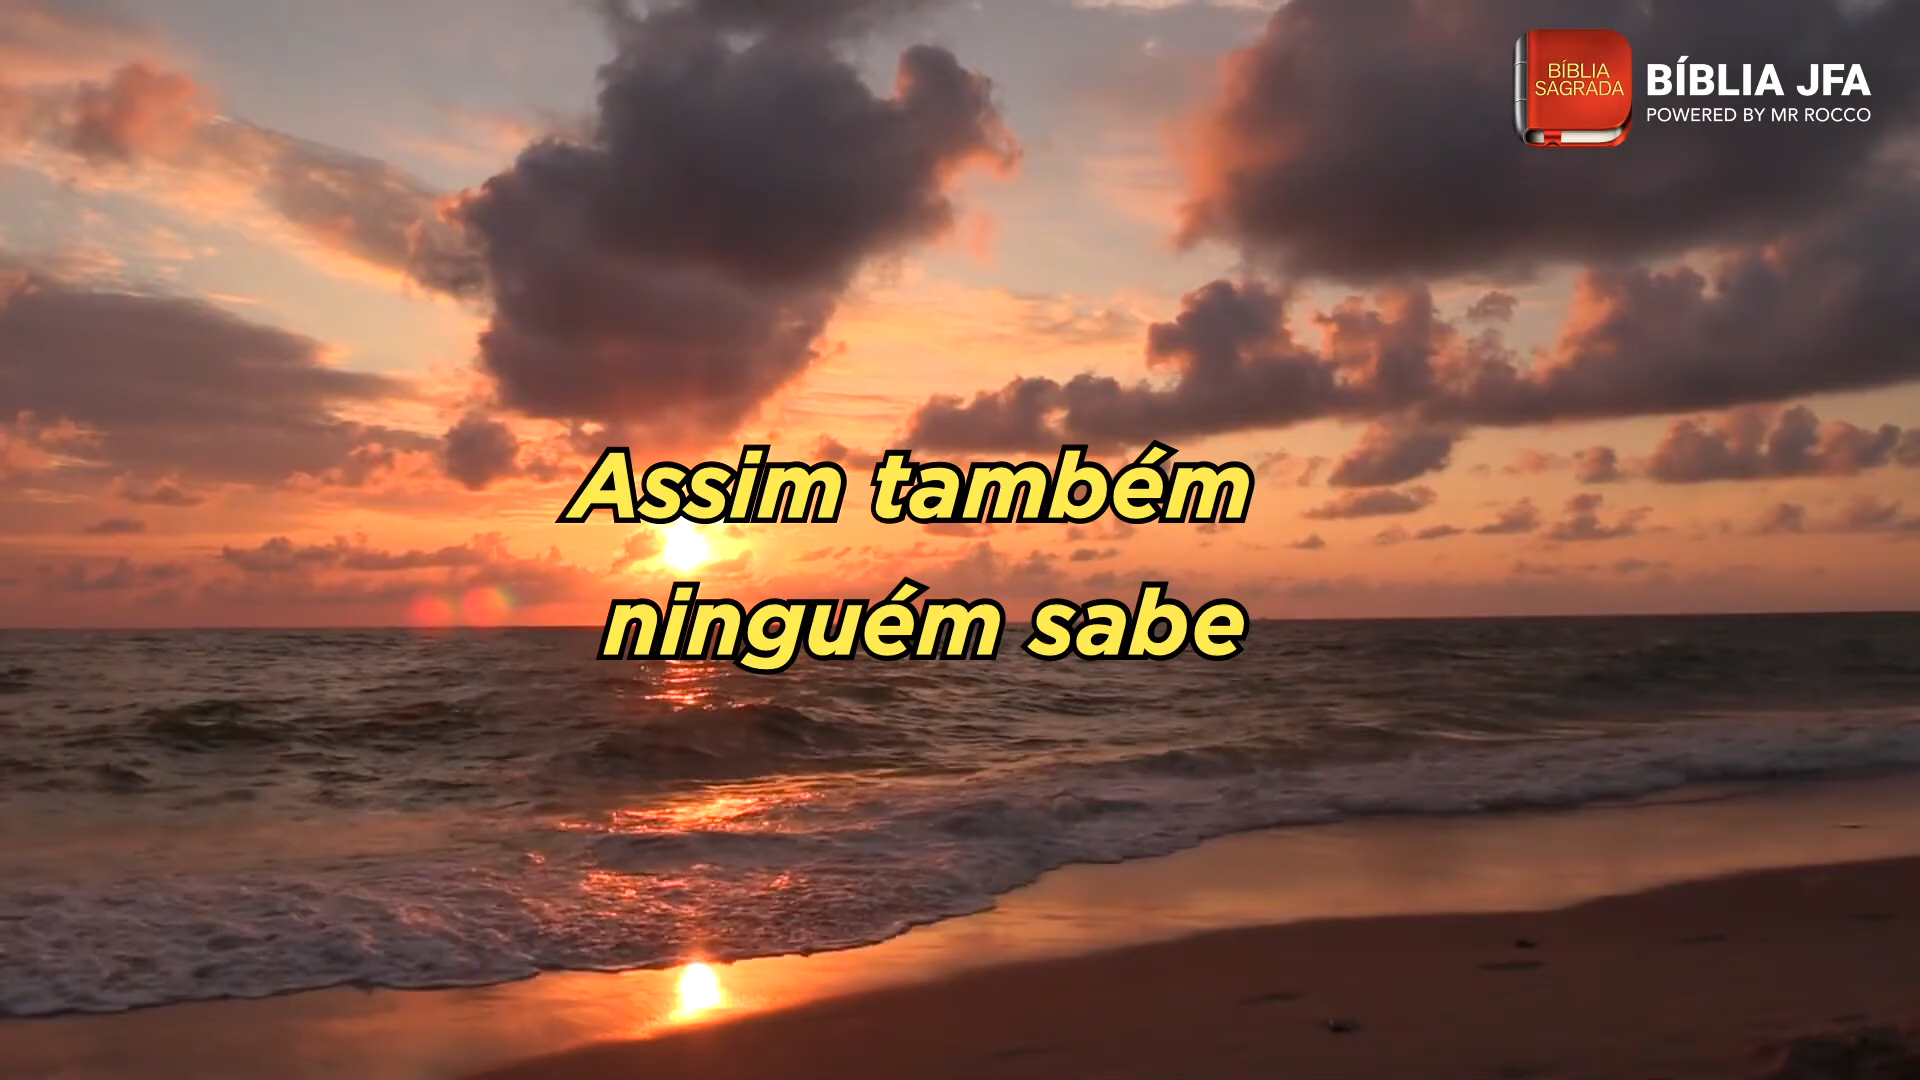 BÍBLIA
SAGRADA
BÍBLIA JFA
POWERED BY MR ROCCO
Assim também
ninguém sabe